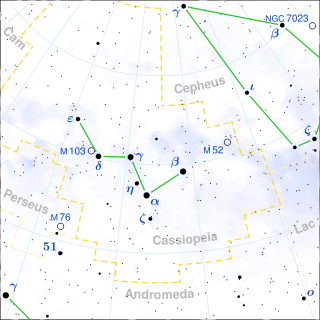 γ
NGC 7023
β
Cam
Cepheus
ι
ε
ζ
M 103
M 52
δ
γ
β
η
α
Perseus
ζ
M 76
Lac
51
Cassiopeia
γ
Andromeda
ο